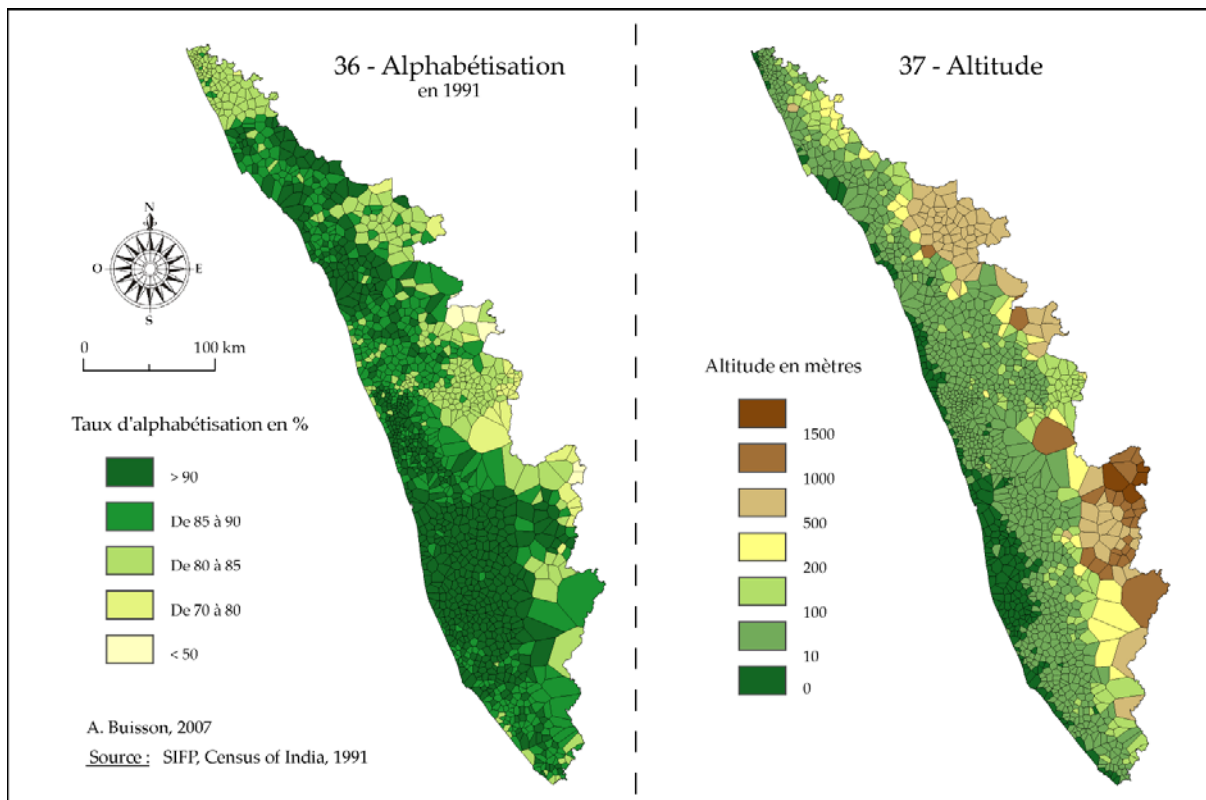 36 - Alphabétisation
en 1991
N
O
E
S
0
100 km
Taux d'alphabétisation en %
> 90
De 85 à 90
De 80 à 85
De 70 à 80
< 50
A. Buisson, 2007
Source : SIFP, Census of India, 1991
37 - Altitude
Altitude en mètres
1500
1000
500
200
100
10
0